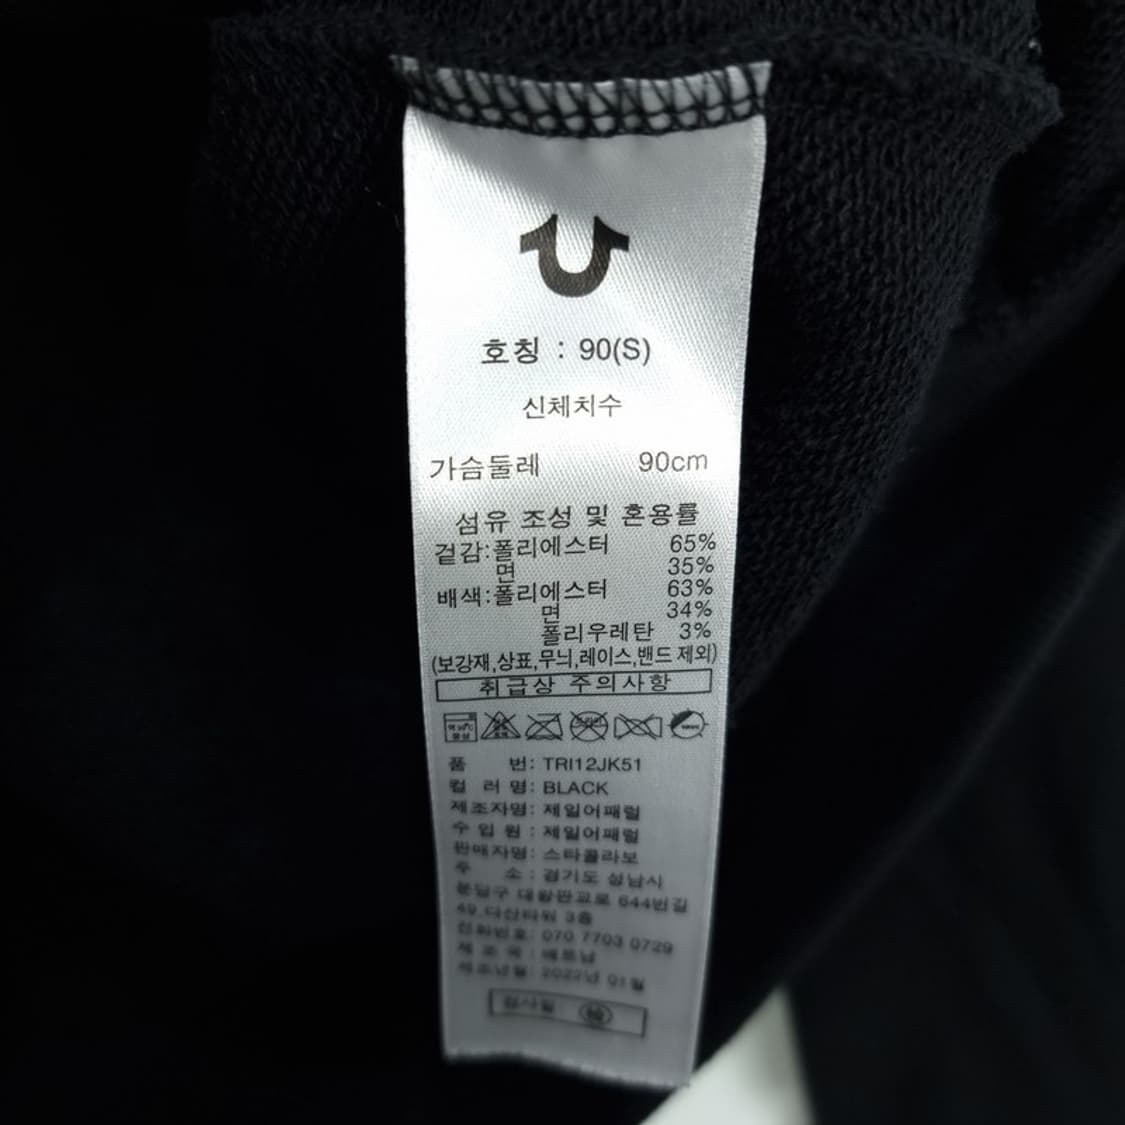 호칭 : 90(S)
신체치수
가슴둘레 90cm
섬유 조성 및 혼용률
겉감:폴리에스터 65%
면 35%
배색:폴리에스터 63%
면 34%
폴리우레탄 3%
(보강재,상표,무늬,레이스,밴드 제외)
취급상 주의사항
품 번: TRI12JK51
컬 러 명: BLACK
제조자명: 제일어패럴
수 입 원 : 제일어패럴
판매자명: 스타콜라보
주 소 : 경기도 성남시
분당구 대왕판교로 644번길
49,다산타워 3층
전화번호: 070 7703 0729
제 조 국 : 베트남
제조년월: 2022년 01월
검사필